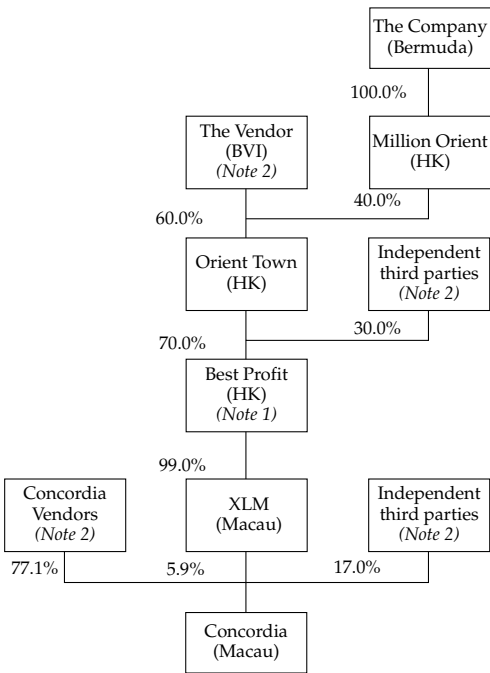 The Company
(Bermuda)
100.0%
The Vendor
(BVI)
(Note 2)
Million Orient
(HK)
60.0%
40.0%
Orient Town
(HK)
Independent
third parties
(Note 2)
70.0%
30.0%
Best Profit
(HK)
(Note 1)
99.0%
Concordia
Vendors
(Note 2)
XLM
(Macau)
Independent
third parties
(Note 2)
77.1%
5.9%
17.0%
Concordia
(Macau)